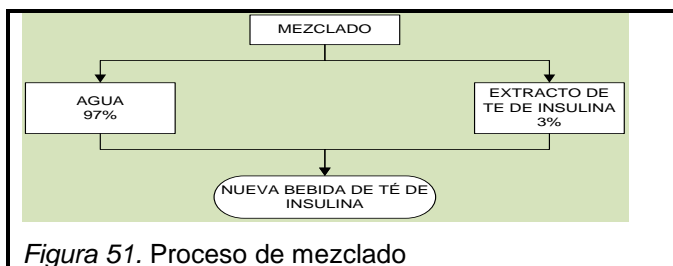 MEZCLADO
AGUA
97%
EXTRACTO DE
TE DE INSULINA
3%
NUEVA BEBIDA DE TÉ DE
INSULINA
Figura 51. Proceso de mezclado